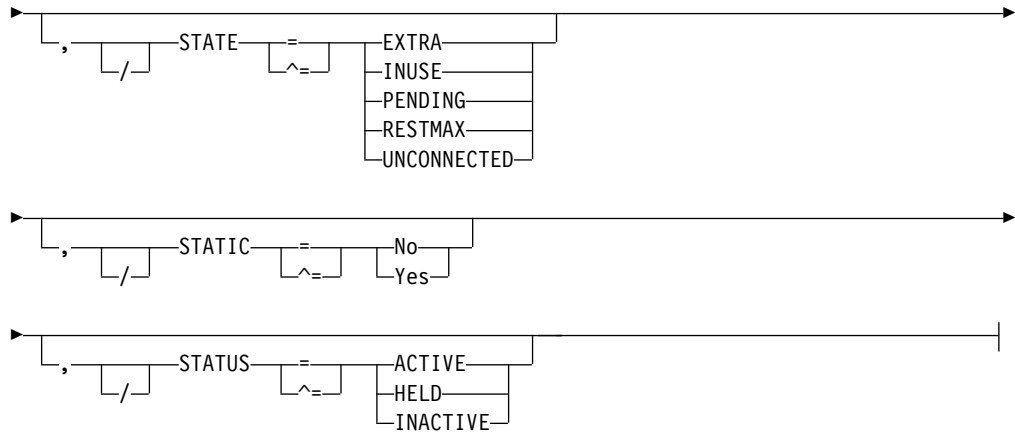 , STATE = EXTRA
/ ^= INUSE
PENDING
RESTMAX
UNCONNECTED
, STATIC = No
/ ^= Yes
, STATUS = ACTIVE
/ ^= HELD
INACTIVE